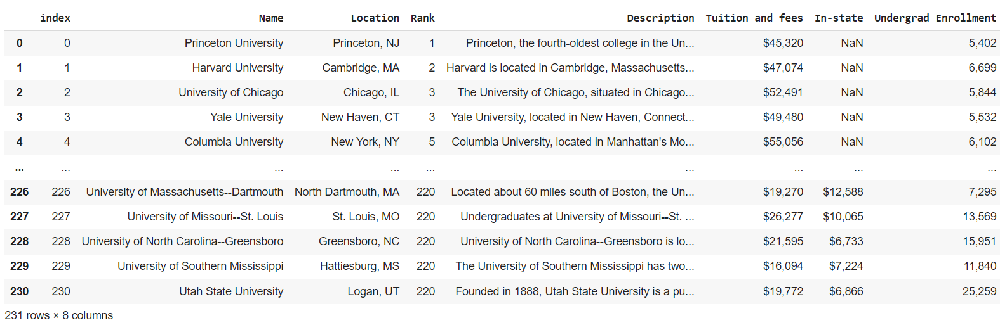 index Name Location Rank Description Tuition and fees In-state Undergrad Enrollment
0 0 Princeton University Princeton, NJ 1 Princeton, the fourth-oldest college in the Un... $45,320 NaN 5,402
1 1 Harvard University Cambridge, MA 2 Harvard is located in Cambridge, Massachusetts... $47,074 NaN 6,699
2 2 University of Chicago Chicago, IL 3 The University of Chicago, situated in Chicago... $52,491 NaN 5,844
3 3 Yale University New Haven, CT 3 Yale University, located in New Haven, Connect... $49,480 NaN 5,532
4 4 Columbia University New York, NY 5 Columbia University, located in Manhattan's Mo... $55,056 NaN 6,102
... ... ... ... ... ... ... ... ...
226 226 University of Massachusetts--Dartmouth North Dartmouth, MA 220 Located about 60 miles south of Boston, the Un... $19,270 $12,588 7,295
227 227 University of Missouri--St. Louis St. Louis, MO 220 Undergraduates at University of Missouri--St. ... $26,277 $10,065 13,569
228 228 University of North Carolina--Greensboro Greensboro, NC 220 University of North Carolina--Greensboro is lo... $21,595 $6,733 15,951
229 229 University of Southern Mississippi Hattiesburg, MS 220 The University of Southern Mississippi has two... $16,094 $7,224 11,840
230 230 Utah State University Logan, UT 220 Founded in 1888, Utah State University is a pu... $19,772 $6,866 25,259
231 rows × 8 columns